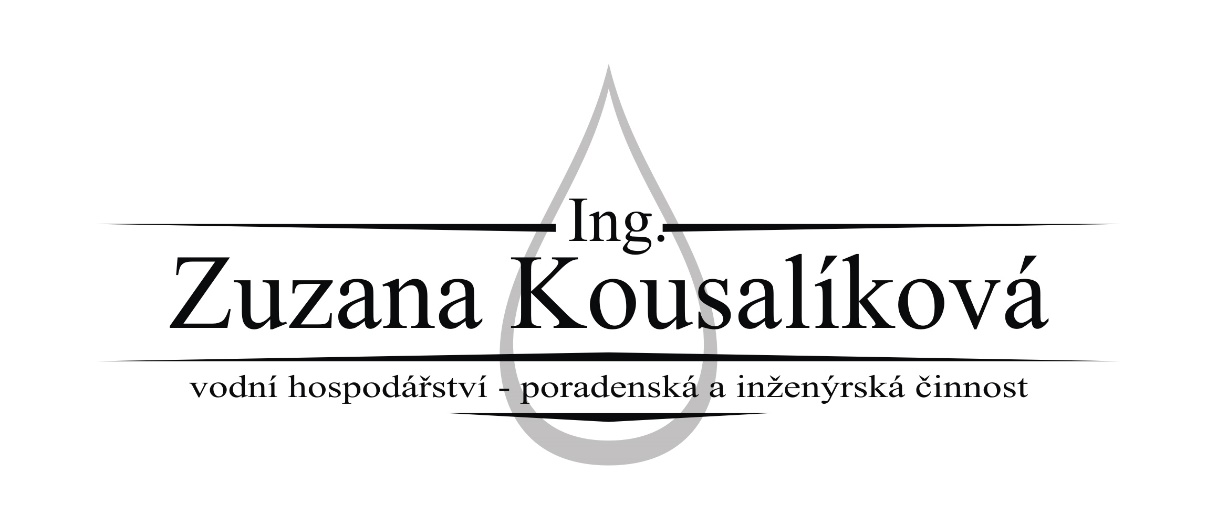 Ing.
Zuzana Kousalíková
vodní hospodářství - poradenská a inženýrská činnost